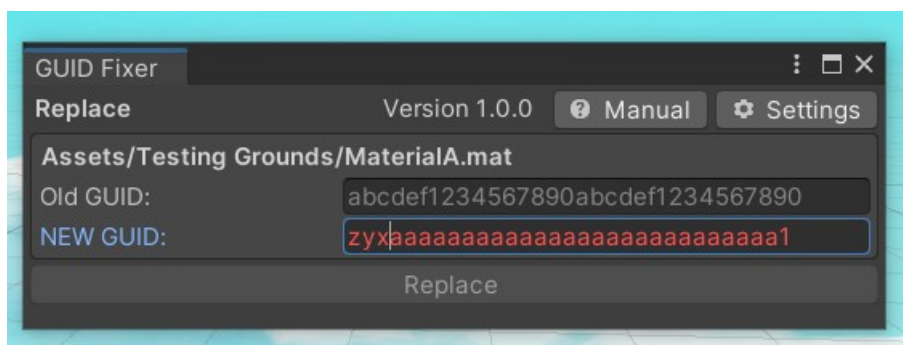 GUID Fixer
Replace Version 1.0.0 Manual Settings
Assets/Testing Grounds/MaterialA.mat
Old GUID: abcdef1234567890abcdef1234567890
NEW GUID: zyxaaaaaaaaaaaaaaaaaaaaaaaaaaaa1
Replace